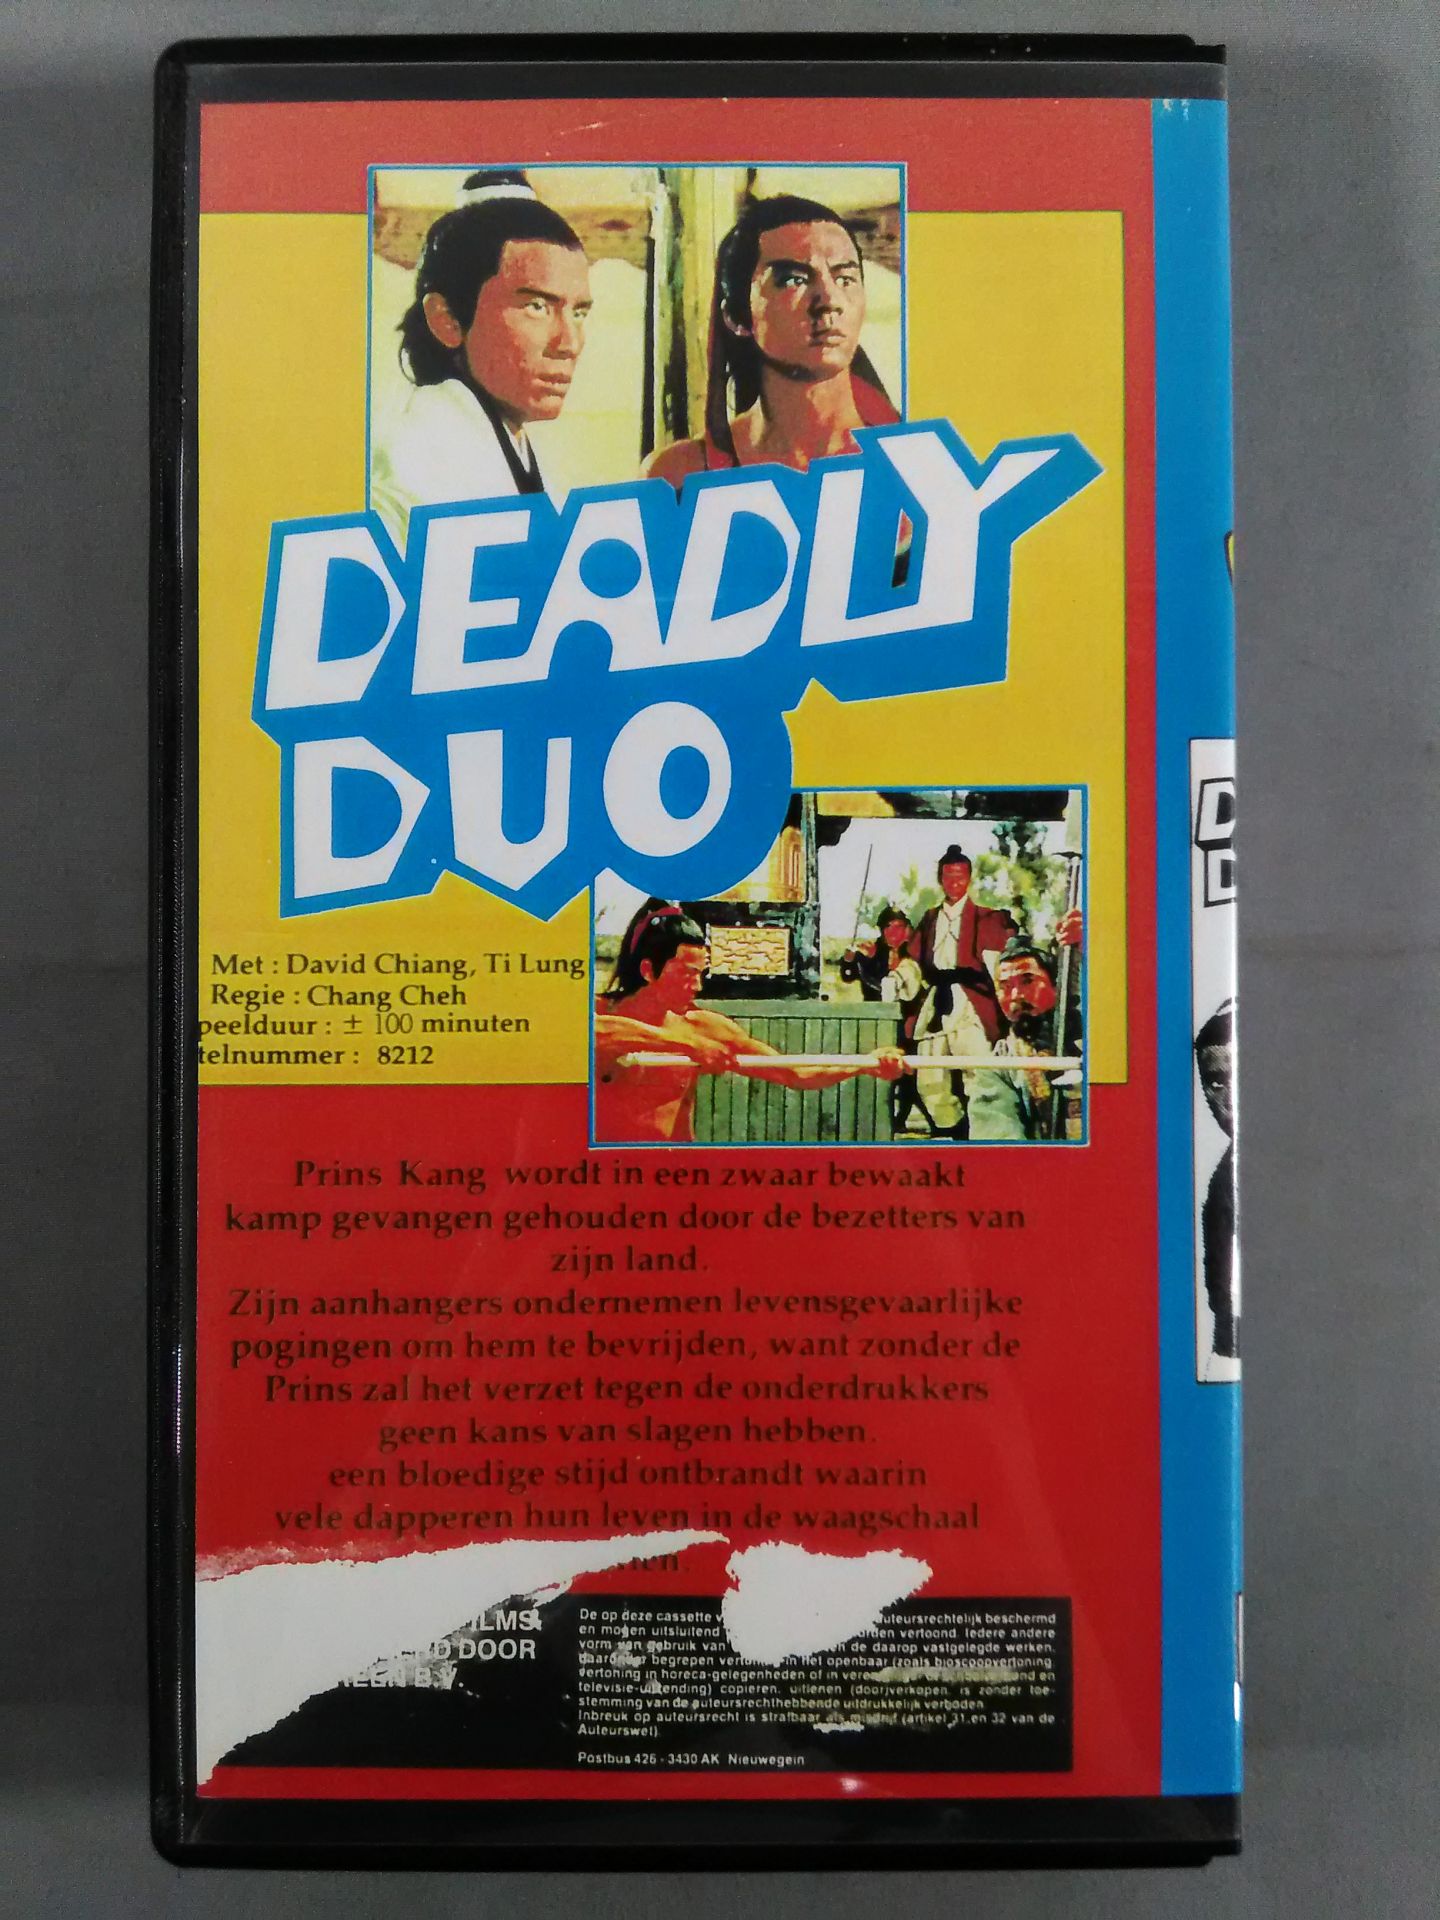 DEADLY
DUO
Met : David Chiang, Ti Lung
Regie : Chang Cheh
peelduur : ± 100 minuten
telnummer : 8212
Prins Kang wordt in een zwaar bewaakt
kamp gevangen gehouden door de bezetters van
zijn land.
Zijn aanhangers ondernemen levensgevaarlijke
pogingen om hem te bevrijden, want zonder de
Prins zal het verzet tegen de onderdrukkers
geen kans van slagen hebben.
een bloedige stijd ontbrandt waarin
vele dapperen hun leven in de waagschaal
FILMS
DOOR
B.V.
De op deze cassette auteursrechtelijk beschermd
en mogen uitsluitend worden vertoond. Iedere andere
vorm van gebruik van de daarop vastgelegde werken,
daaronder begrepen vertoning in het openbaar (zoals bioscoopvertoning,
vertoning in horeca-gelegenheden of in en
televisie-uitzending) copieren, uitlenen (door)verkopen, is zonder toe-
stemming van de auteursrechthebbende uitdrukkelijk verboden.
Inbreuk op auteursrecht is strafbaar als misdrijf (artikel 31 en 32 van de
Auteurswet).
Postbus 426 - 3430 AK Nieuwegein
D
D